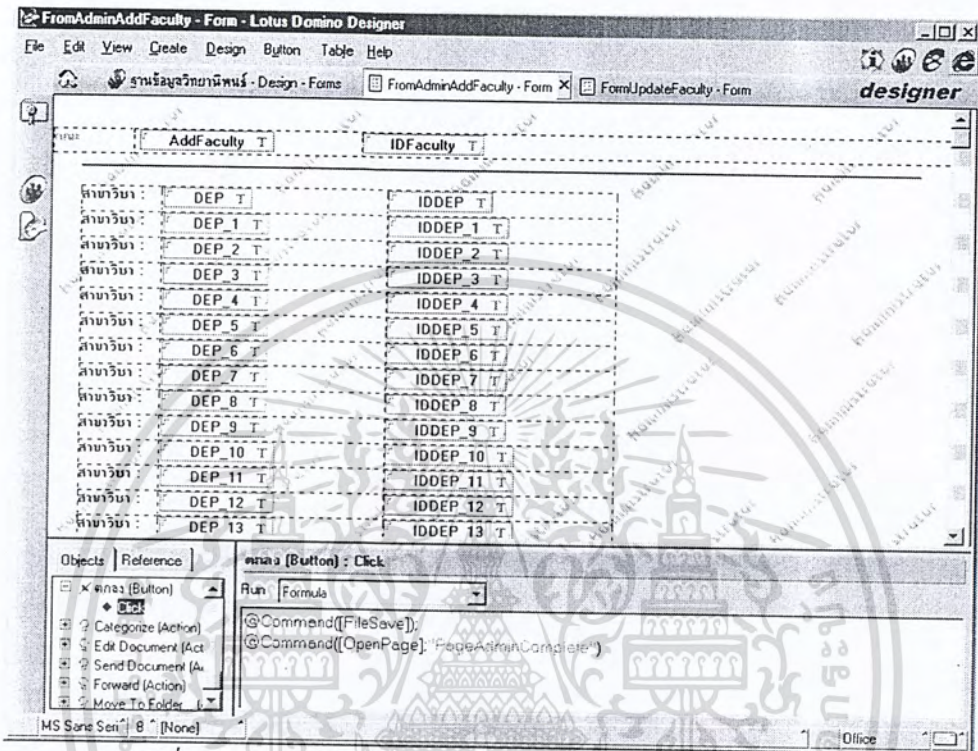 FromAdminAddFaculty - Form - Lotus Domino Designer
File Edit View Create Design Button Table Help
ฐานข้อมูลวิทยานิพนธ์ - Design - Forms FromAdminAddFaculty - Form X FormUpdateFaculty - Form
designer
คณะ AddFaculty T IDFaculty T
สาขาวิชา : DEP T IDDEP T
สาขาวิชา : DEP_1 T IDDEP_1 T
สาขาวิชา : DEP_2 T IDDEP_2 T
สาขาวิชา : DEP_3 T IDDEP_3 T
สาขาวิชา : DEP_4 T IDDEP_4 T
สาขาวิชา : DEP_5 T IDDEP_5 T
สาขาวิชา : DEP_6 T IDDEP_6 T
สาขาวิชา : DEP_7 T IDDEP_7 T
สาขาวิชา : DEP_8 T IDDEP_8 T
สาขาวิชา : DEP_9 T IDDEP_9 T
สาขาวิชา : DEP_10 T IDDEP_10 T
สาขาวิชา : DEP_11 T IDDEP_11 T
สาขาวิชา : DEP_12 T IDDEP_12 T
สาขาวิชา : DEP_13 T IDDEP_13 T
Objects Reference
ตกลง (Button) : Click
ตกลง (Button)
Click
Categorize (Action)
Edit Document (Act
Send Document (Ac
Forward (Action)
Move To Folder...
Run Formula
@Command([FileSave]);
@Command([OpenPage];"PageAdminComplete")
MS Sans Seri 8 [None] Office